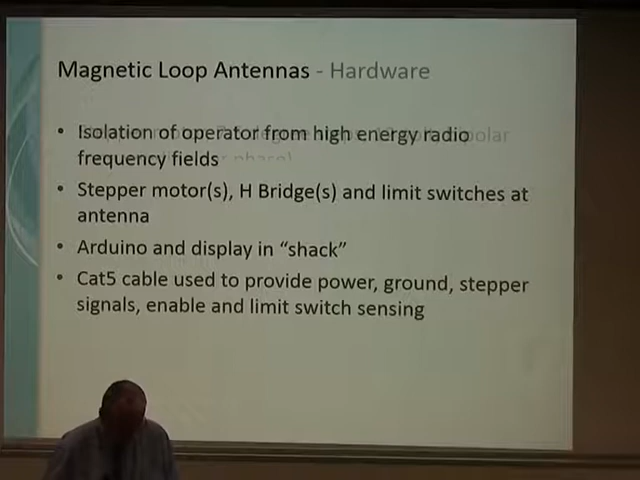 Magnetic Loop Antennas - Hardware
• Isolation of operator from high energy radio
frequency fields
• Stepper motor(s), H Bridge(s) and limit switches at
antenna
• Arduino and display in “shack”
• Cat5 cable used to provide power, ground, stepper
signals, enable and limit switch sensing